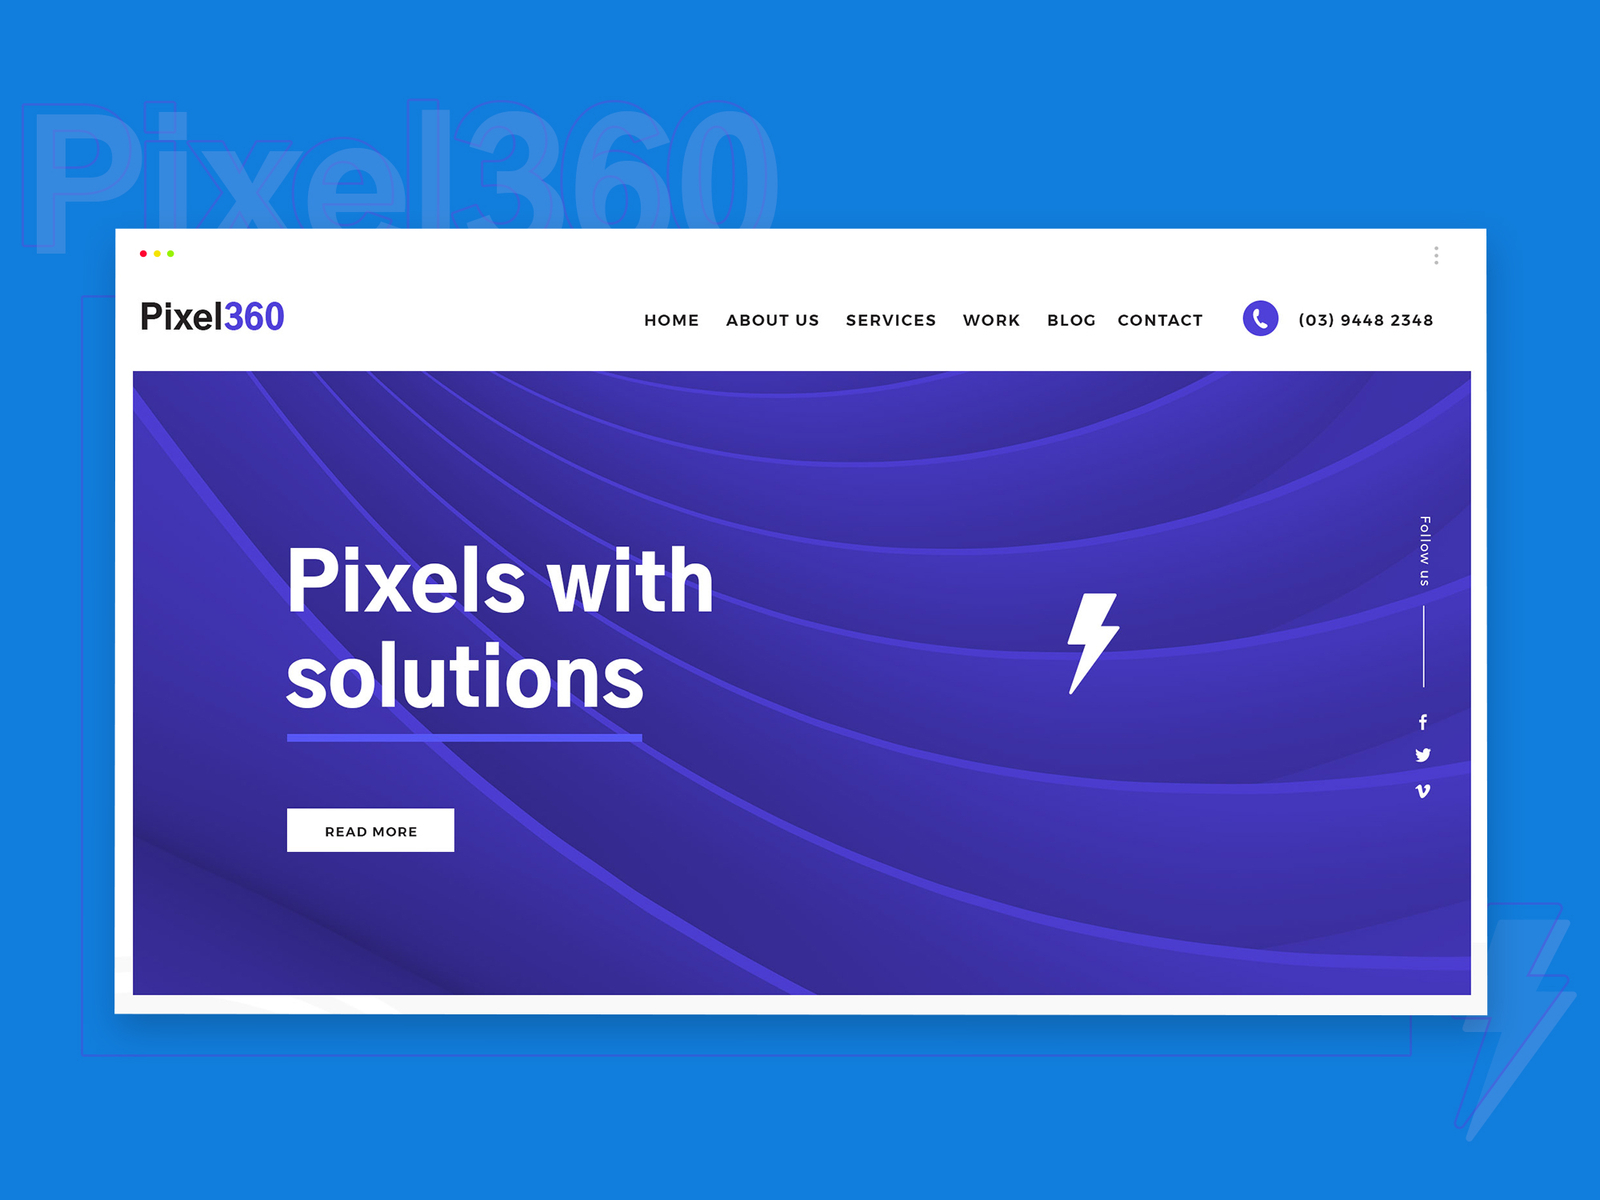 Pixel360
Pixel360
HOME ABOUT US SERVICES WORK BLOG CONTACT (03) 9448 2348
Pixels with
solutions
READ MORE
Follow us